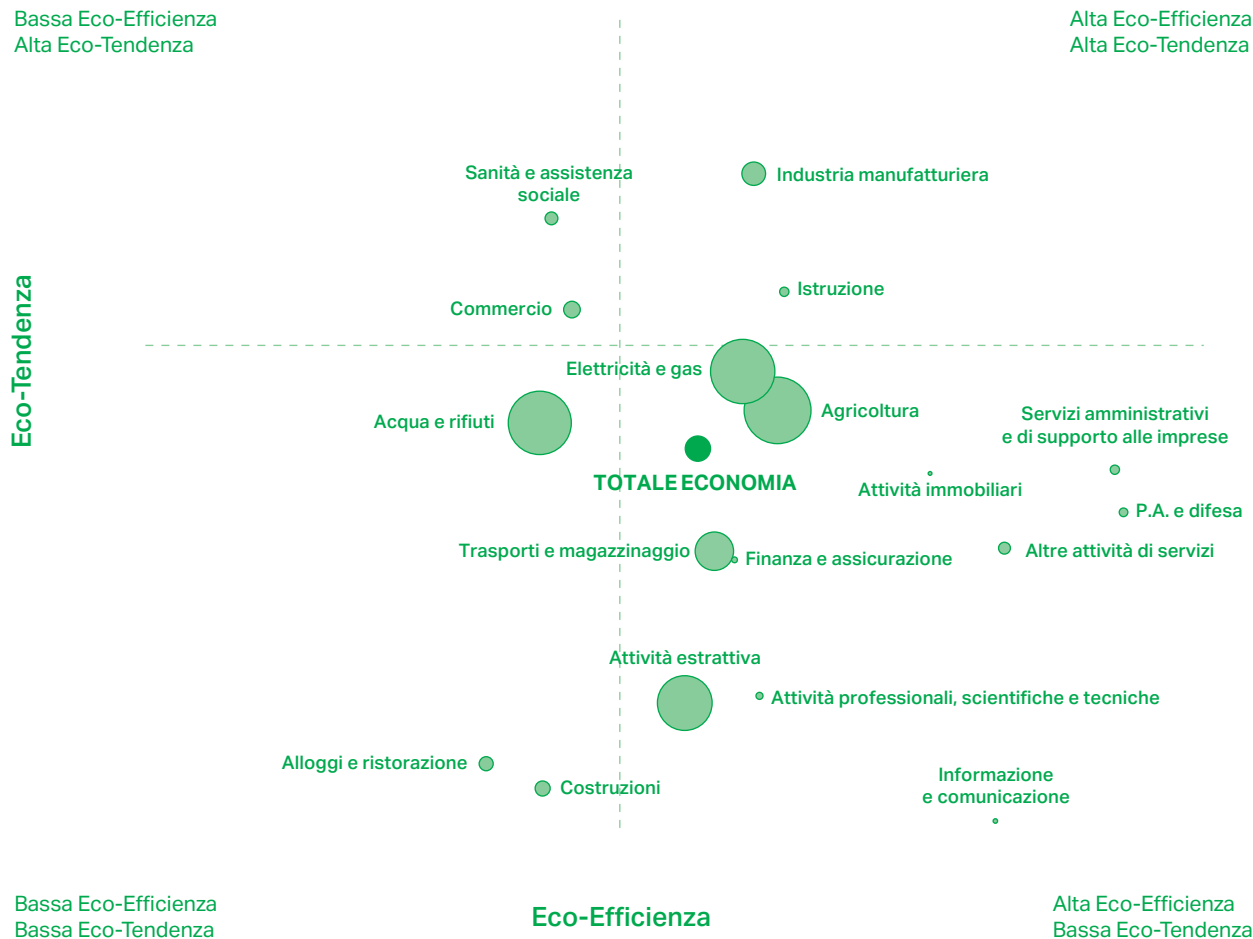 Bassa Eco-Efficienza
Alta Eco-Tendenza
Alta Eco-Efficienza
Alta Eco-Tendenza
Sanità e assistenza
sociale
Industria manufatturiera
Istruzione
Commercio
Eco-Tendenza
Elettricità e gas
Acqua e rifiuti
Agricoltura
Servizi amministrativi
e di supporto alle imprese
TOTALE ECONOMIA
Attività immobiliari
P.A. e difesa
Trasporti e magazzinaggio
Finanza e assicurazione
Altre attività di servizi
Attività estrattiva
Attività professionali, scientifiche e tecniche
Alloggi e ristorazione
Costruzioni
Informazione
e comunicazione
Bassa Eco-Efficienza
Bassa Eco-Tendenza
Eco-Efficienza
Alta Eco-Efficienza
Bassa Eco-Tendenza